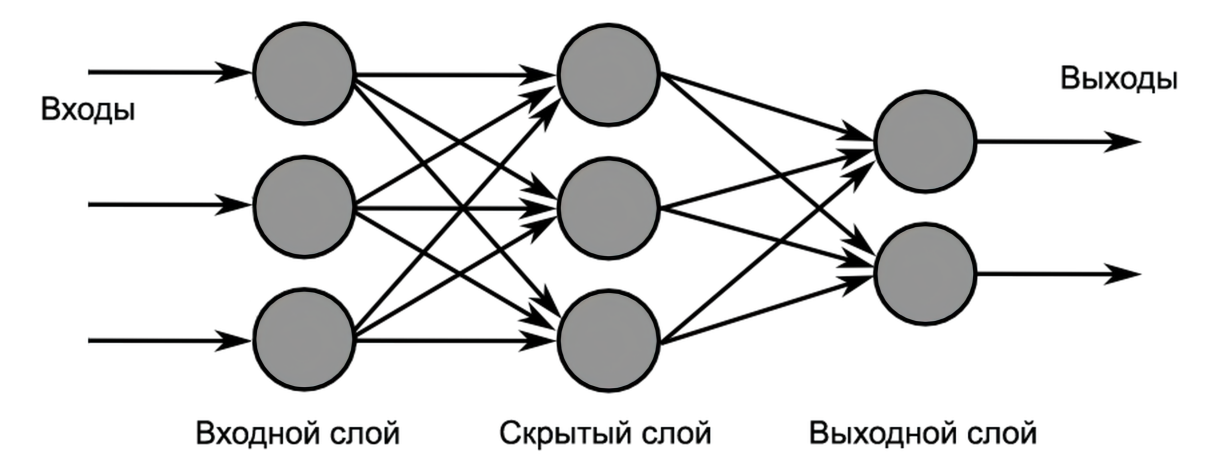 Входы
Выходы
Входной слой
Скрытый слой
Выходной слой